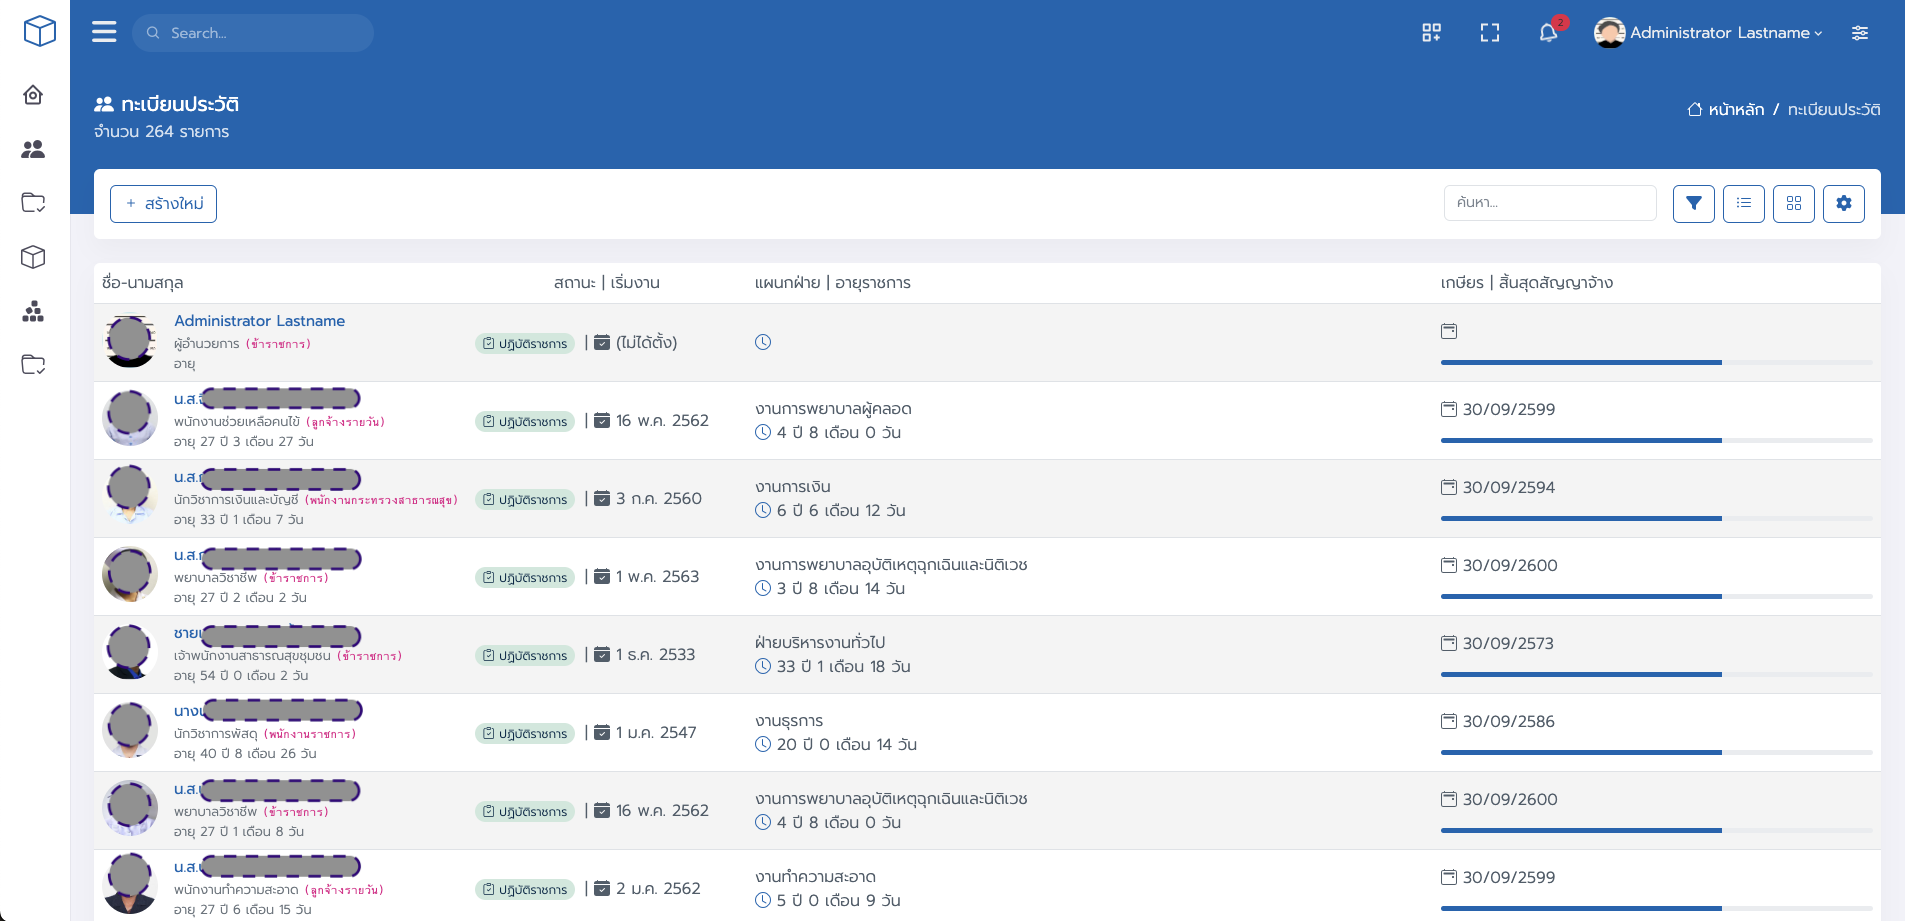 Search...
2
Administrator Lastname
ทะเบียนประวัติ
จำนวน 264 รายการ
หน้าหลัก / ทะเบียนประวัติ
+ สร้างใหม่
ค้นหา...
ชื่อ-นามสกุล สถานะ | เริ่มงาน แผนกฝ่าย | อายุราชการ เกษียร | สิ้นสุดสัญญาจ้าง
Administrator Lastname
ผู้อำนวยการ (ข้าราชการ)
อายุ
ปฏิบัติราชการ | (ไม่ได้ตั้ง)
น.ส.
พนักงานช่วยเหลือคนไข้ (ลูกจ้างรายวัน)
อายุ 27 ปี 3 เดือน 27 วัน
ปฏิบัติราชการ | 16 พ.ค. 2562
งานการพยาบาลผู้คลอด
4 ปี 8 เดือน 0 วัน
30/09/2599
น.ส.
นักวิชาการเงินและบัญชี (พนักงานกระทรวงสาธารณสุข)
อายุ 33 ปี 1 เดือน 7 วัน
ปฏิบัติราชการ | 3 ก.ค. 2560
งานการเงิน
6 ปี 6 เดือน 12 วัน
30/09/2594
น.ส.
พยาบาลวิชาชีพ (ข้าราชการ)
อายุ 27 ปี 2 เดือน 2 วัน
ปฏิบัติราชการ | 1 พ.ค. 2563
งานการพยาบาลอุบัติเหตุฉุกเฉินและนิติเวช
3 ปี 8 เดือน 14 วัน
30/09/2600
ชาย
เจ้าพนักงานสาธารณสุขชุมชน (ข้าราชการ)
อายุ 54 ปี 0 เดือน 2 วัน
ปฏิบัติราชการ | 1 ธ.ค. 2533
ฝ่ายบริหารงานทั่วไป
33 ปี 1 เดือน 18 วัน
30/09/2573
นาง
นักวิชาการพัสดุ (พนักงานราชการ)
อายุ 40 ปี 8 เดือน 26 วัน
ปฏิบัติราชการ | 1 ม.ค. 2547
งานธุรการ
20 ปี 0 เดือน 14 วัน
30/09/2586
น.ส.
พยาบาลวิชาชีพ (ข้าราชการ)
อายุ 27 ปี 1 เดือน 8 วัน
ปฏิบัติราชการ | 16 พ.ค. 2562
งานการพยาบาลอุบัติเหตุฉุกเฉินและนิติเวช
4 ปี 8 เดือน 0 วัน
30/09/2600
น.ส.
พนักงานทำความสะอาด (ลูกจ้างรายวัน)
อายุ 27 ปี 6 เดือน 15 วัน
ปฏิบัติราชการ | 2 ม.ค. 2562
งานทำความสะอาด
5 ปี 0 เดือน 9 วัน
30/09/2599